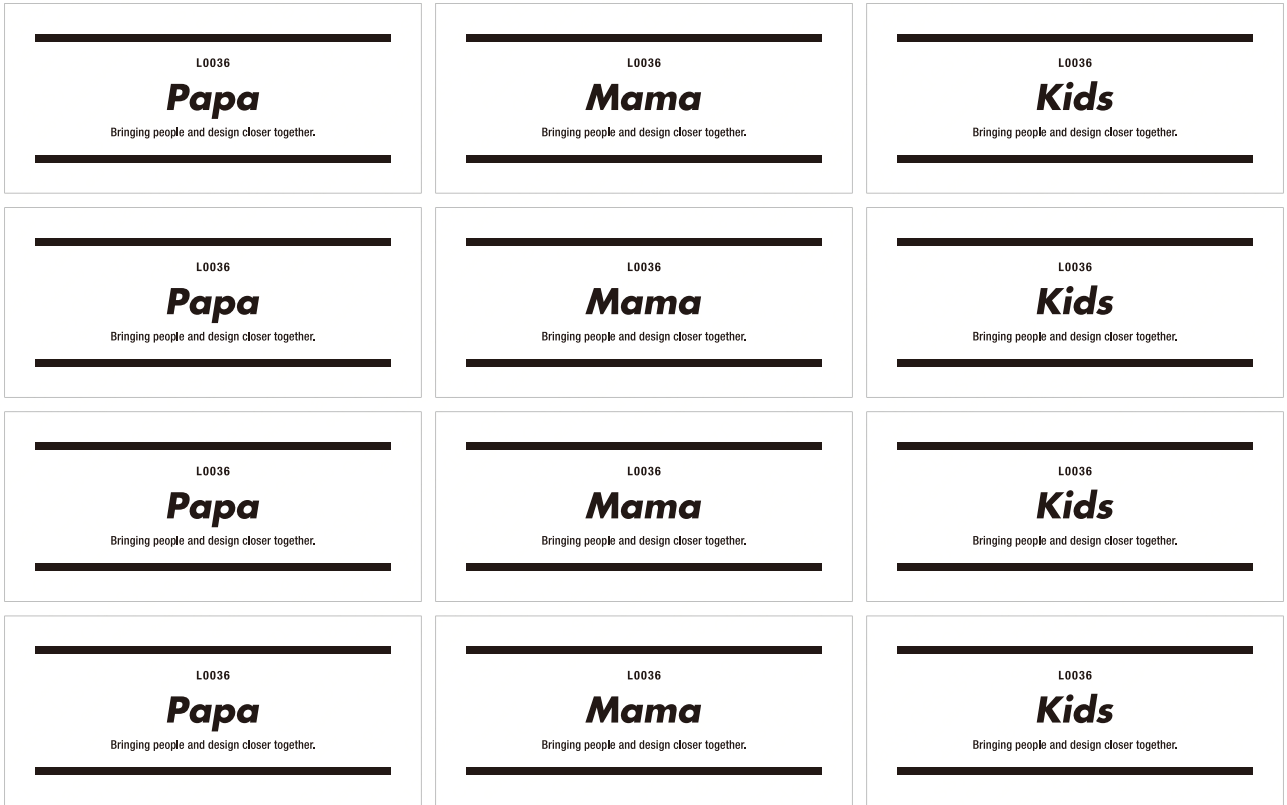 L0036
Papa
Bringing people and design closer together.
L0036
Mama
Bringing people and design closer together.
L0036
Kids
Bringing people and design closer together.
L0036
Papa
Bringing people and design closer together.
L0036
Mama
Bringing people and design closer together.
L0036
Kids
Bringing people and design closer together.
L0036
Papa
Bringing people and design closer together.
L0036
Mama
Bringing people and design closer together.
L0036
Kids
Bringing people and design closer together.
L0036
Papa
Bringing people and design closer together.
L0036
Mama
Bringing people and design closer together.
L0036
Kids
Bringing people and design closer together.